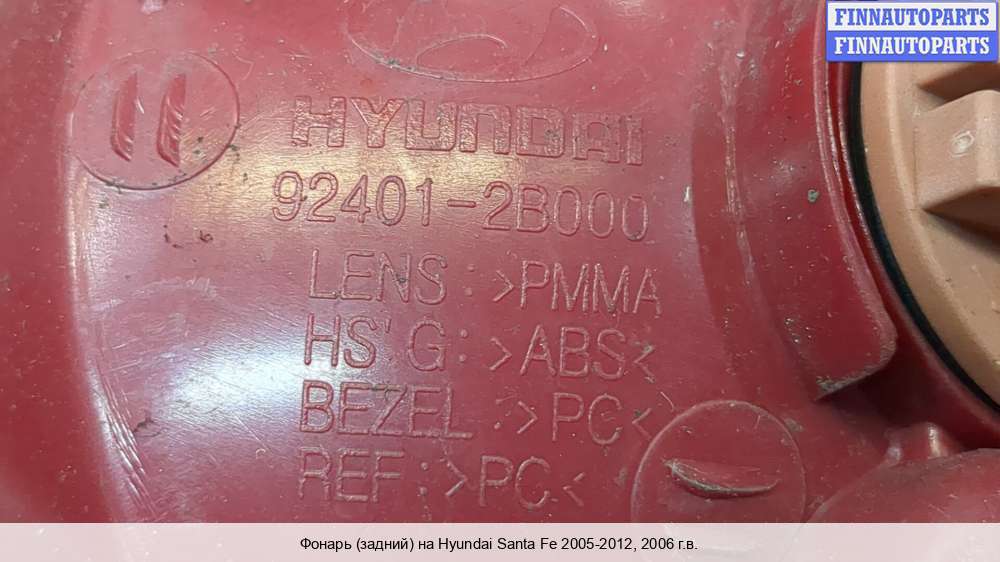 FINNAUTOPARTS
FINNAUTOPARTS
HYUNDAI
92401-2B000
LENS : >PMMA
HS'G : >ABS<
BEZEL : >PC<
REF : >PC<
Фонарь (задний) на Hyundai Santa Fe 2005-2012, 2006 г.в.